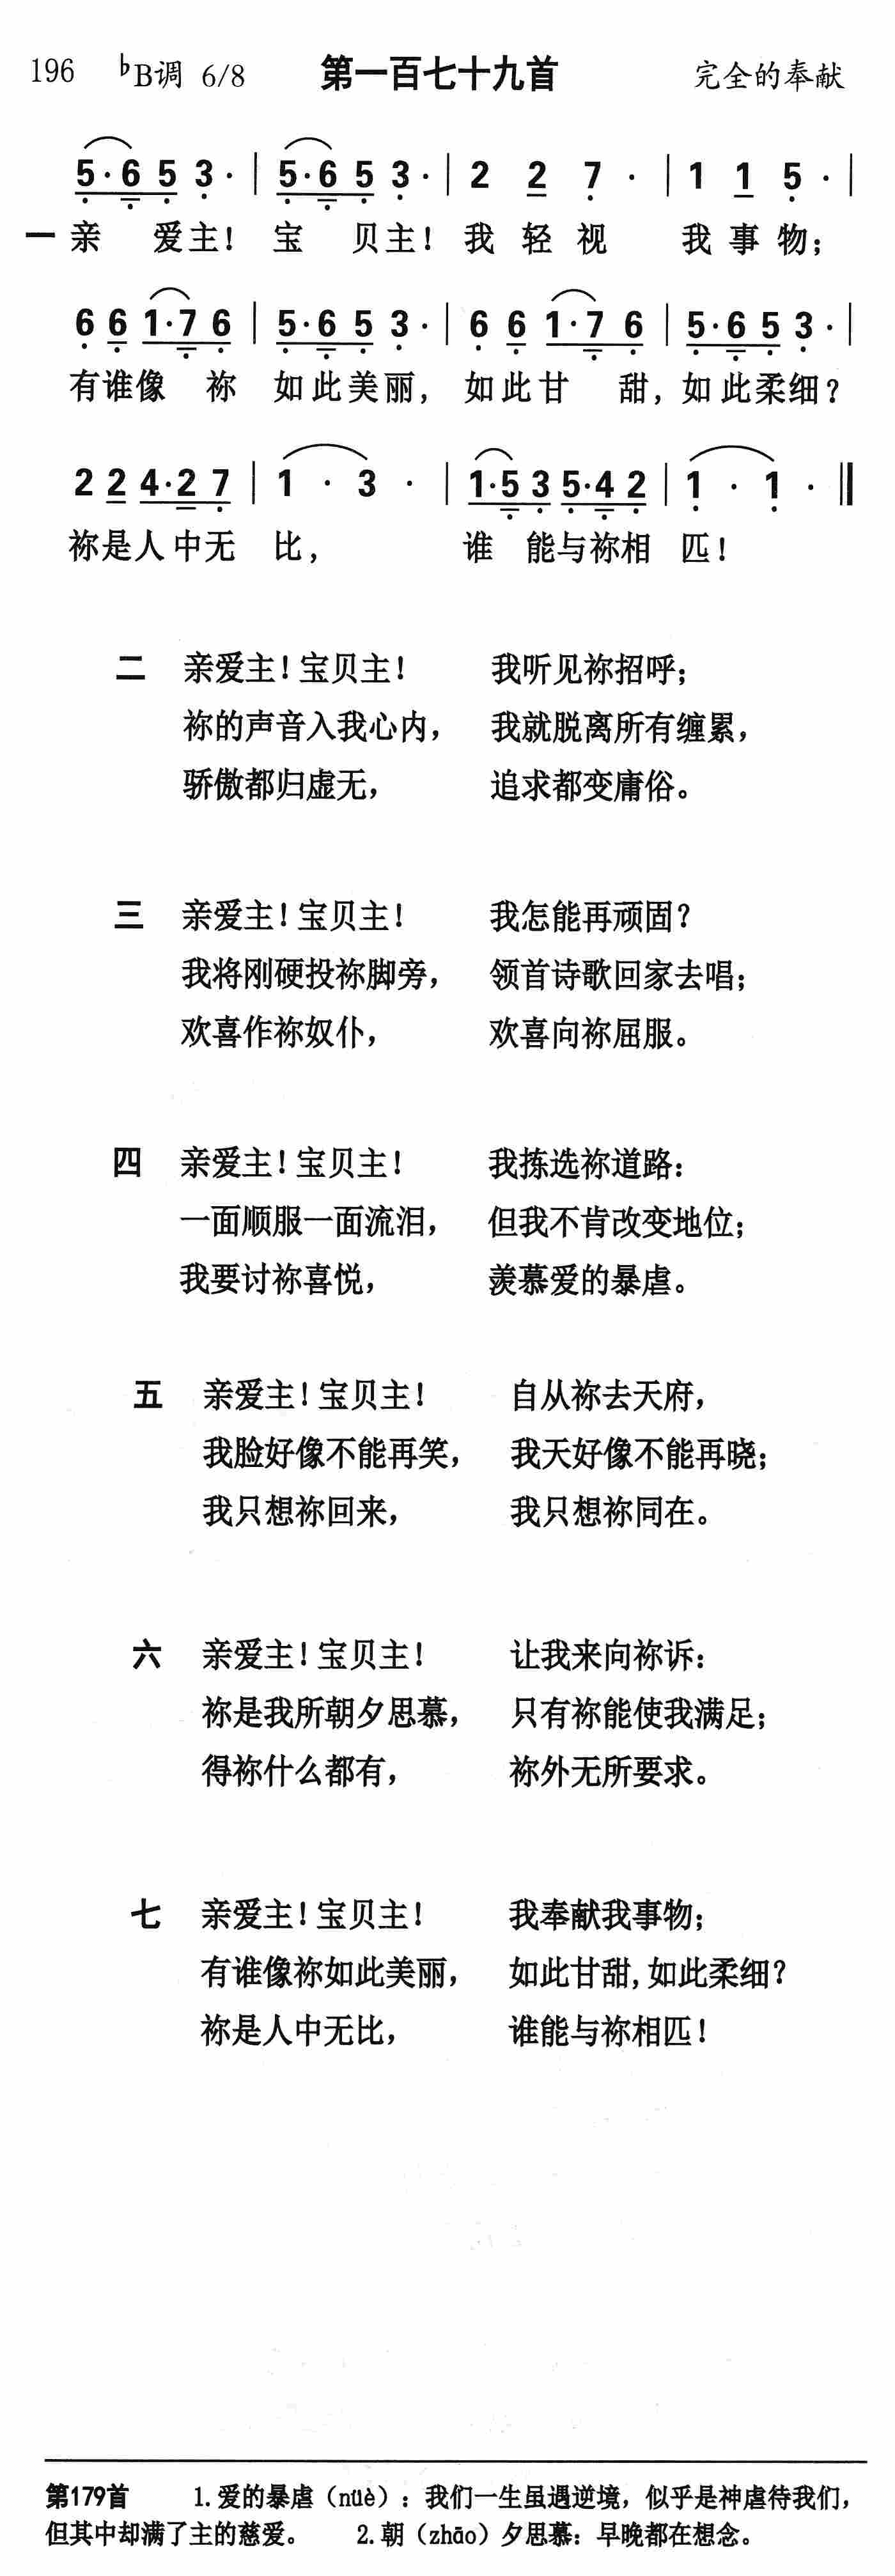 196 ♭B调 6/8 第一百七十九首 完全的奉献
5·6 5 3· | 5·6 5 3· | 2 2 7 · | 1 1 5 · |
一 亲 爱主! 宝 贝主! 我 轻 视 我 事 物;
6 6 1·7 6 | 5·6 5 3· | 6 6 1·7 6 | 5·6 5 3· |
有谁像 祢 如此美丽, 如此甘 甜, 如此柔细?
2 2 4·2 7 | 1 · 3 · | 1·5 3 5·4 2 | 1 · 1 · ‖
祢是人中无 比, 谁 能与祢相 匹!
二 亲爱主!宝贝主! 我听见祢招呼;
祢的声音入我心内, 我就脱离所有缠累,
骄傲都归虚无, 追求都变庸俗。
三 亲爱主!宝贝主! 我怎能再顽固?
我将刚硬投祢脚旁, 领首诗歌回家去唱;
欢喜作祢奴仆, 欢喜向祢屈服。
四 亲爱主!宝贝主! 我拣选祢道路:
一面顺服一面流泪, 但我不肯改变地位;
我要讨祢喜悦, 羡慕爱的暴虐。
五 亲爱主!宝贝主! 自从祢去天府,
我脸好像不能再笑, 我天好像不能再晓;
我只想祢回来, 我只想祢同在。
六 亲爱主!宝贝主! 让我来向祢诉:
祢是我所朝夕思慕, 只有祢能使我满足;
得祢什么都有, 祢外无所要求。
七 亲爱主!宝贝主! 我奉献我事物;
有谁像祢如此美丽, 如此甘甜,如此柔细?
祢是人中无比, 谁能与祢相匹!
第179首 1.爱的暴虐(nüè):我们一生虽遇逆境,似乎是神虐待我们,
但其中却满了主的慈爱。 2.朝(zhāo)夕思慕:早晚都在想念。